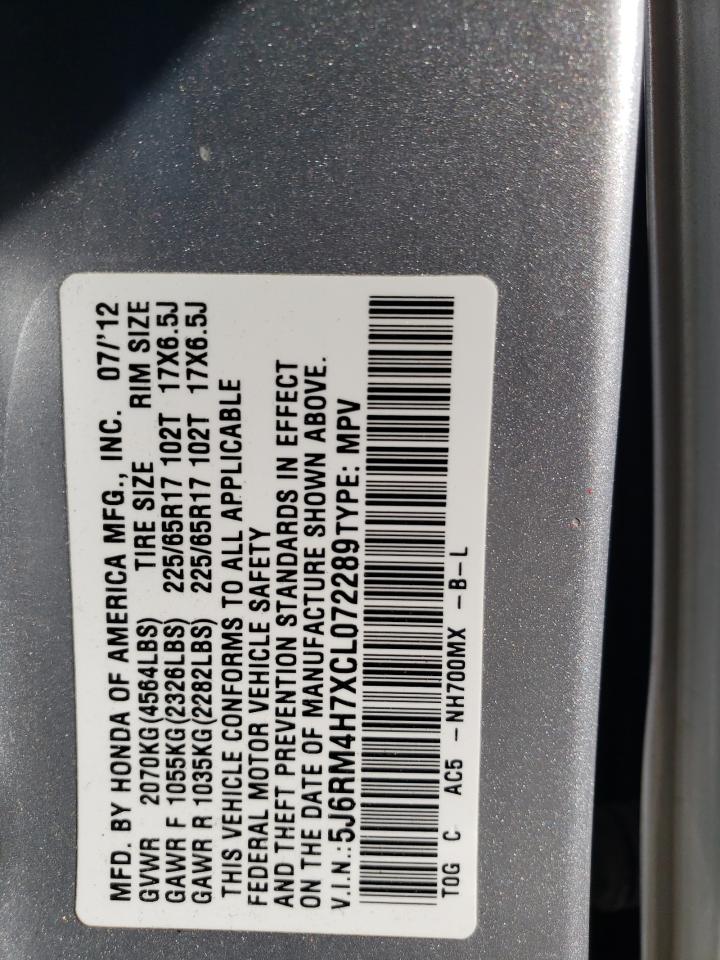 MFD. BY HONDA OF AMERICA MFG., INC. 07/'12
GVWR 2070KG(4564LBS) TIRE SIZE RIM SIZE
GAWR F 1055KG(2326LBS) 225/65R17 102T 17X6.5J
GAWR R 1035KG(2282LBS) 225/65R17 102T 17X6.5J
THIS VEHICLE CONFORMS TO ALL APPLICABLE
FEDERAL MOTOR VEHICLE SAFETY
AND THEFT PREVENTION STANDARDS IN EFFECT
ON THE DATE OF MANUFACTURE SHOWN ABOVE.
V.I.N.:5J6RM4H7XCL072289TYPE: MPV
TOG C AC5 -NH700MX -B-L